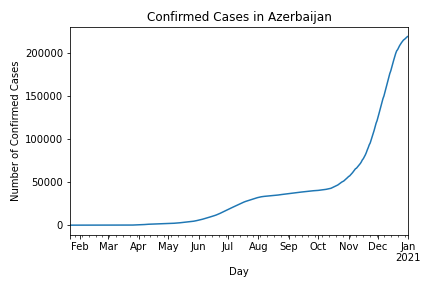 Confirmed Cases in Azerbaijan
Number of Confirmed Cases
200000
150000
100000
50000
0
Feb Mar Apr May Jun Jul Aug Sep Oct Nov Dec Jan
2021
Day